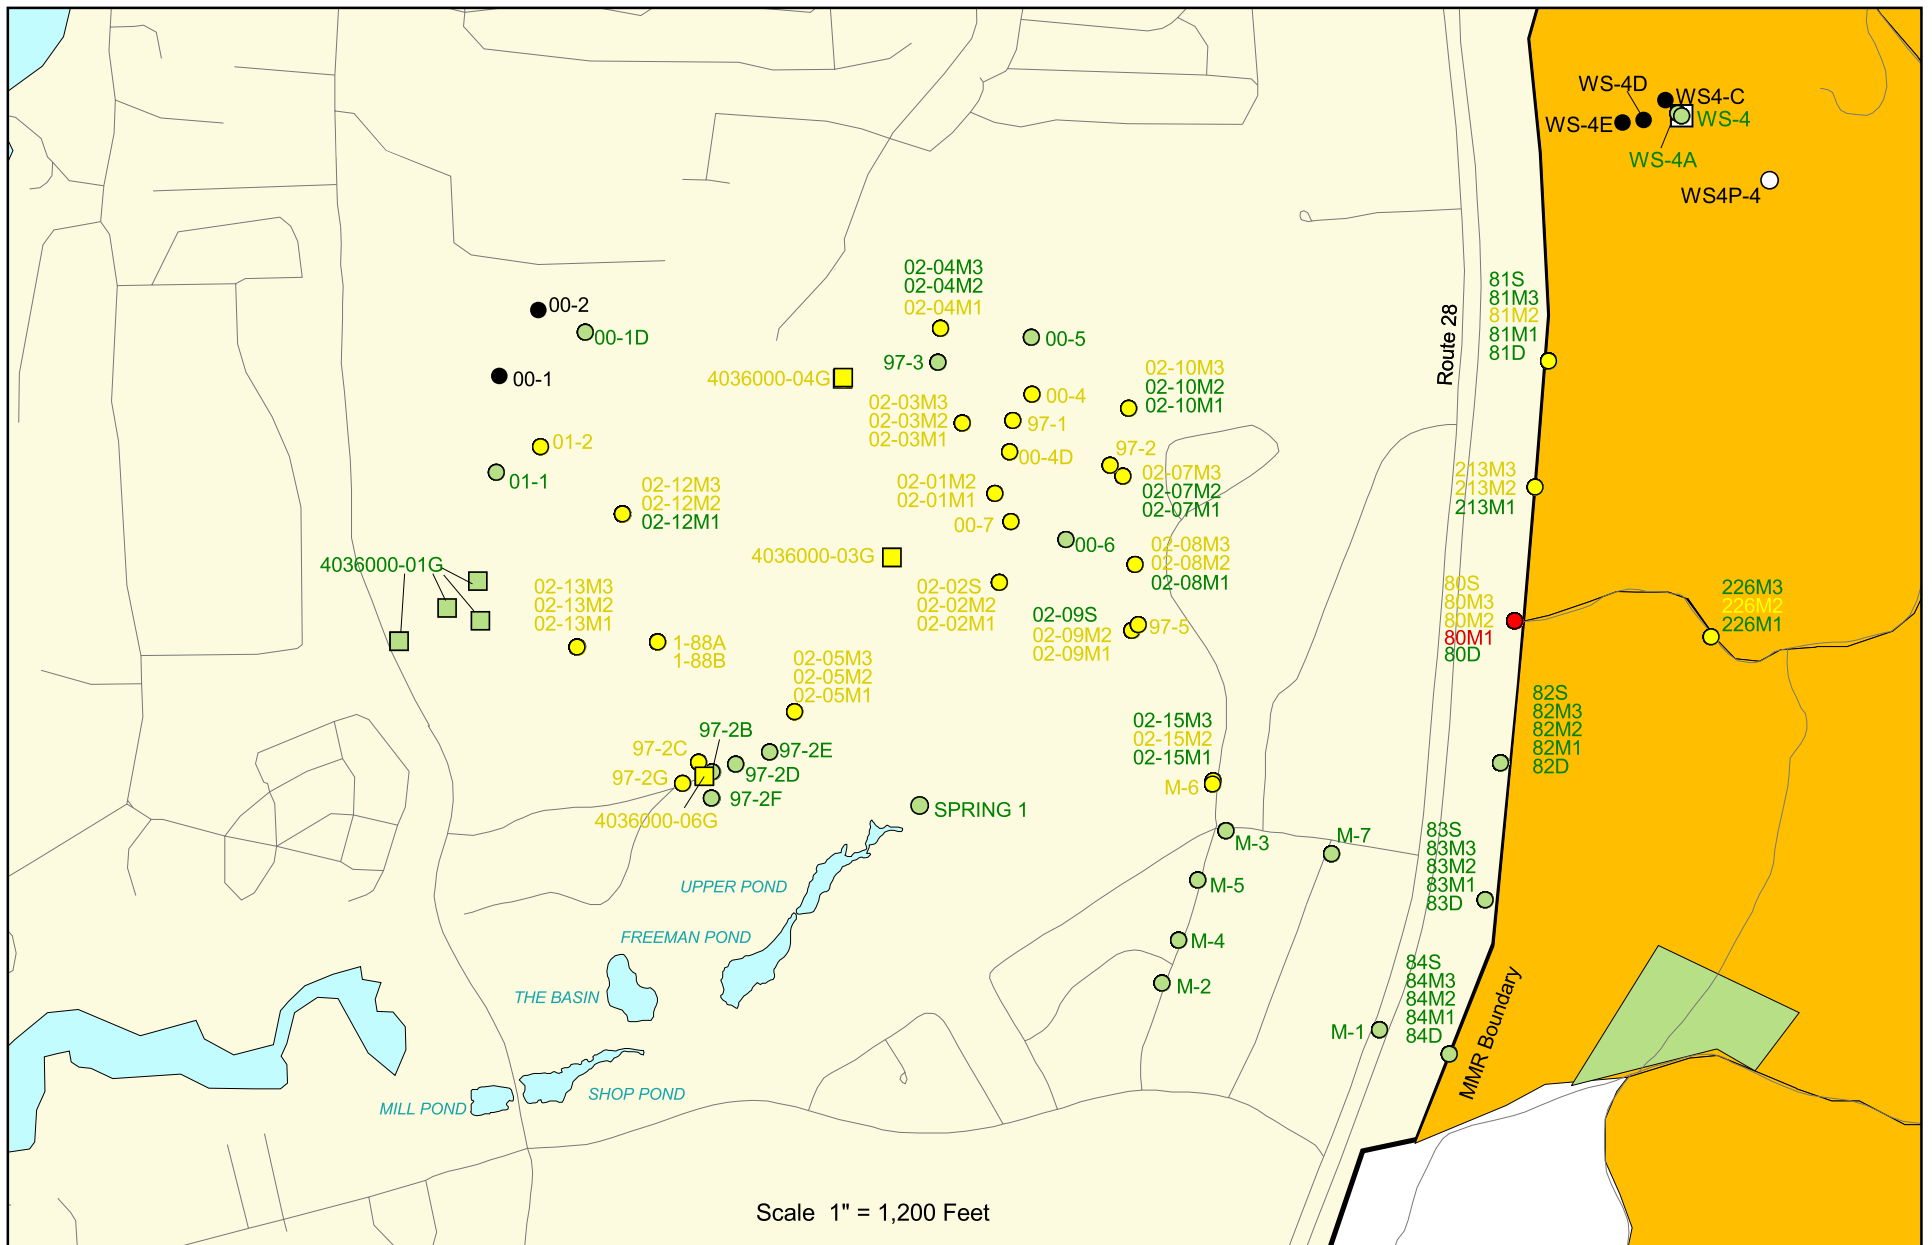 WS-4D
WS4-C
WS-4E
WS-4
WS-4A
WS4P-4
02-04M3
02-04M2
02-04M1
81S
81M3
81M2
81M1
81D
00-2
00-1D
00-5
Route 28
97-3
00-1
4036000-04G
02-10M3
02-10M2
02-10M1
00-4
02-03M3
02-03M2
02-03M1
97-1
01-2
00-4D
97-2
01-1
02-07M3
02-07M2
02-07M1
213M3
213M2
213M1
02-12M3
02-12M2
02-12M1
02-01M2
02-01M1
00-7
00-6
4036000-03G
02-08M3
02-08M2
02-08M1
4036000-01G
02-13M3
02-13M2
02-13M1
02-02S
02-02M2
02-02M1
80S
80M3
80M2
80M1
80D
226M3
226M2
226M1
02-09S
02-09M2
02-09M1
97-5
1-88A
1-88B
02-05M3
02-05M2
02-05M1
82S
82M3
82M2
82M1
82D
02-15M3
02-15M2
02-15M1
M-6
97-2B
97-2C
97-2E
97-2D
97-2G
97-2F
4036000-06G
SPRING 1
M-3
M-7
83S
83M3
83M2
83M1
83D
UPPER POND
M-5
FREEMAN POND
M-4
84S
84M3
84M2
84M1
84D
M-2
THE BASIN
M-1
MMR Boundary
SHOP POND
MILL POND
Scale 1" = 1,200 Feet